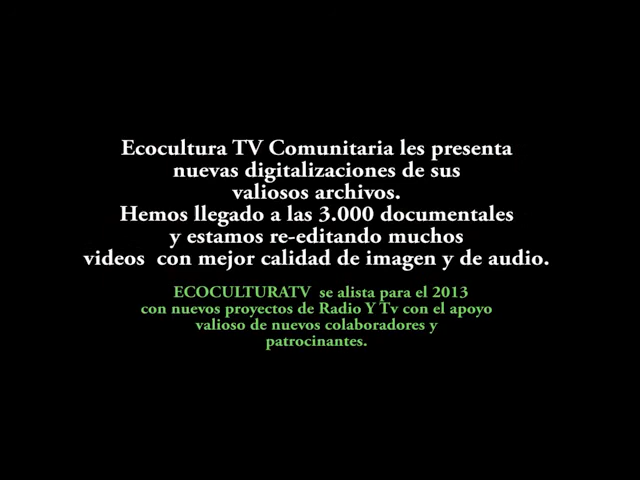 Ecocultura TV Comunitaria les presenta
nuevas digitalizaciones de sus
valiosos archivos.
Hemos llegado a las 3.000 documentales
y estamos re-editando muchos
videos  con mejor calidad de imagen y de audio.
ECOCULTURATV  se alista para el 2013
con nuevos proyectos de Radio Y Tv con el apoyo
valioso de nuevos colaboradores y
patrocinantes.